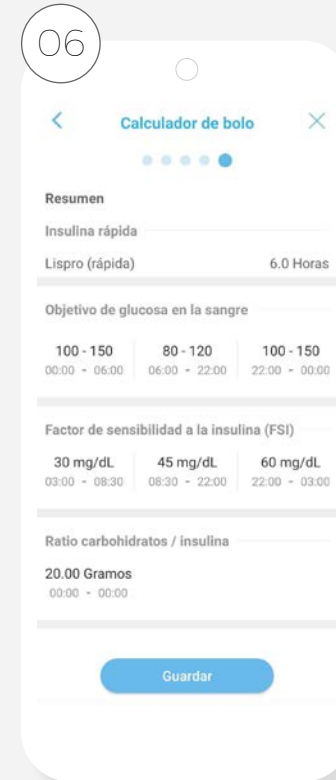 06
Calculador de bolo
Resumen
Insulina rápida
Lispro (rápida) 6.0 Horas
Objetivo de glucosa en la sangre
100 - 150 80 - 120 100 - 150
00:00 - 06:00 06:00 - 22:00 22:00 - 00:00
Factor de sensibilidad a la insulina (FSI)
30 mg/dL 45 mg/dL 60 mg/dL
03:00 - 08:30 08:30 - 22:00 22:00 - 03:00
Ratio carbohidratos / insulina
20.00 Gramos
00:00 - 00:00
Guardar